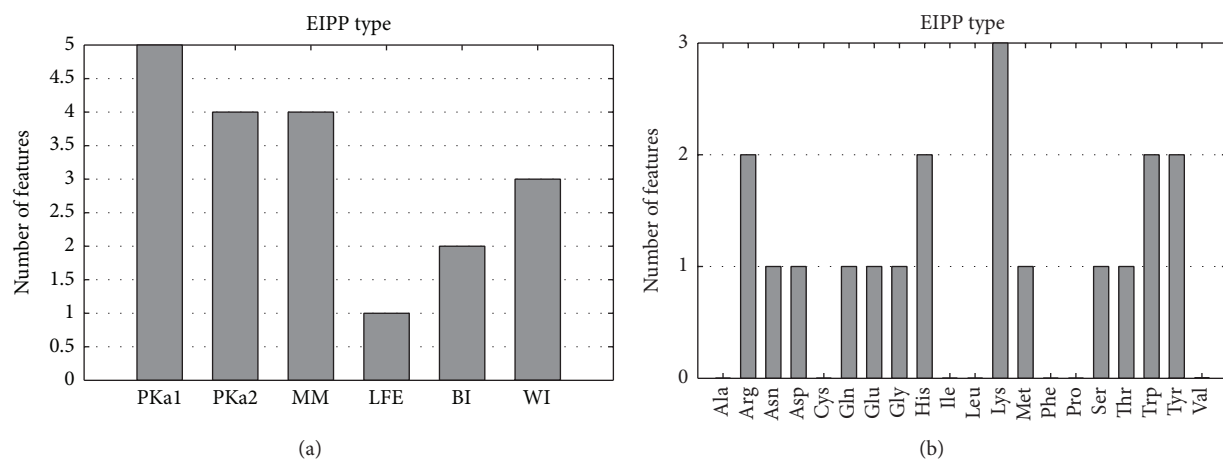 EIPP type
Number of features
5
4.5
4
3.5
3
2.5
2
1.5
1
0.5
0
PKa1 PKa2 MM LFE BI WI
(a)
EIPP type
Number of features
3
2
1
0
Ala Arg Asn Asp Cys Gln Glu Gly His Ile Leu Lys Met Phe Pro Ser Thr Trp Tyr Val
(b)